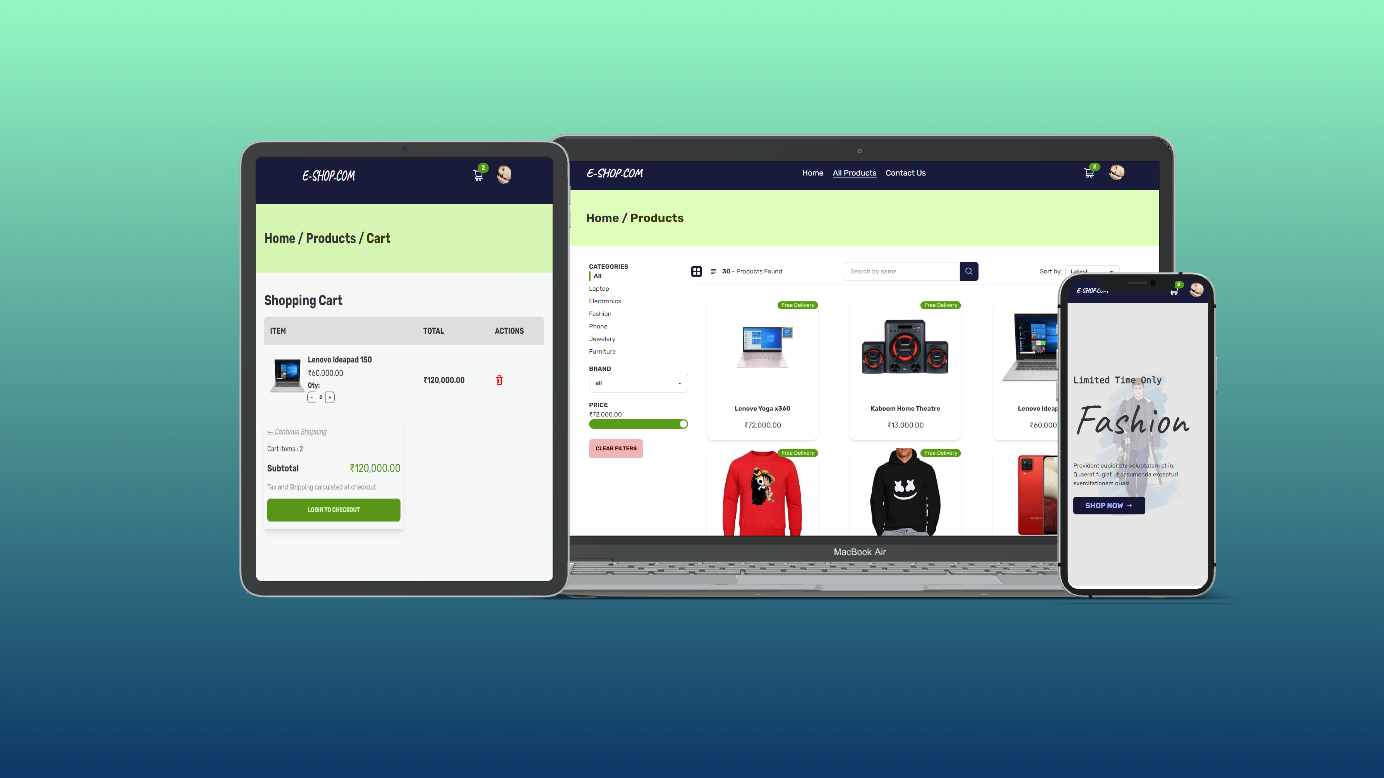 E-SHOP.COM
2
Home / Products / Cart
Shopping Cart
ITEM TOTAL ACTIONS
Lenovo Ideapad 150
₹60,000.00
Qty:
- 2 +
₹120,000.00
← Continue Shopping
Cart items : 2
Subtotal ₹120,000.00
Tax and Shipping calculated at checkout
LOGIN TO CHECKOUT
E-SHOP.COM Home All Products Contact Us 2
Home / Products
CATEGORIES
All
Laptop
Electronics
Fashion
Phone
Jewelery
Furniture
BRAND
all
PRICE
₹72,000.00
CLEAR FILTERS
30 - Products Found
Search by name
Sort by: Latest
Free Delivery
Lenovo Yoga x360
₹72,000.00
Free Delivery
Kaboom Home Theatre
₹13,000.00
Lenovo Ideap
₹60,000
Free Delivery
Free Delivery
MacBook Air
E-SHOP.COM
2
Limited Time Only
Fashion
Provident cupiditate voluptatem et in.
Quaerat fugiat ut assumenda excepturi
exercitationem quasi.
SHOP NOW →